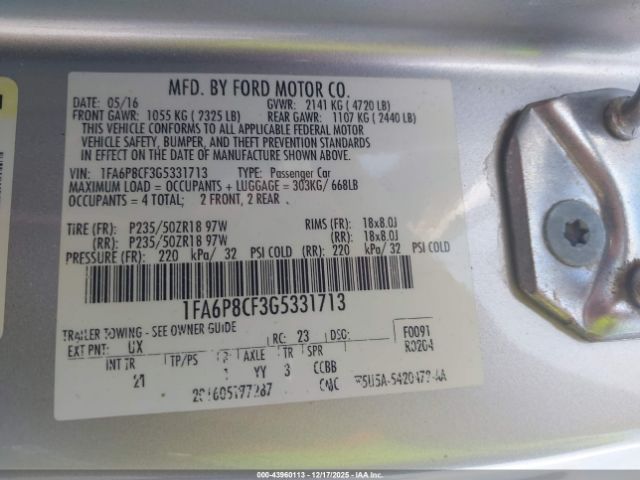 MFD. BY FORD MOTOR CO.
DATE: 05/16 GVWR: 2141 KG ( 4720 LB)
FRONT GAWR: 1055 KG ( 2325 LB) REAR GAWR: 1107 KG ( 2440 LB)
THIS VEHICLE CONFORMS TO ALL APPLICABLE FEDERAL MOTOR
VEHICLE SAFETY, BUMPER, AND THEFT PREVENTION STANDARDS
IN EFFECT ON THE DATE OF MANUFACTURE SHOWN ABOVE.
VIN: 1FA6P8CF3G5331713 TYPE: Passenger Car
MAXIMUM LOAD = OCCUPANTS + LUGGAGE = 303KG/ 668LB
OCCUPANTS = 4 TOTAL; 2 FRONT, 2 REAR
TIRE (FR): P235/50ZR18 97W RIMS (FR): 18x8.0J
(RR): P235/50ZR18 97W (RR): 18x8.0J
PRESSURE (FR): 220 kPa/ 32 PSI COLD (RR): 220 kPa/ 32 PSI COLD
1FA6P8CF3G5331713
TRAILER TOWING - SEE OWNER GUIDE
EXT PNT: UX RC: 23 DSO: F0091
INT TR TP/PS AXLE TR SPR
21 YY 3 CCBB
000-43960113 - 12/17/2025 - IAAI.COM